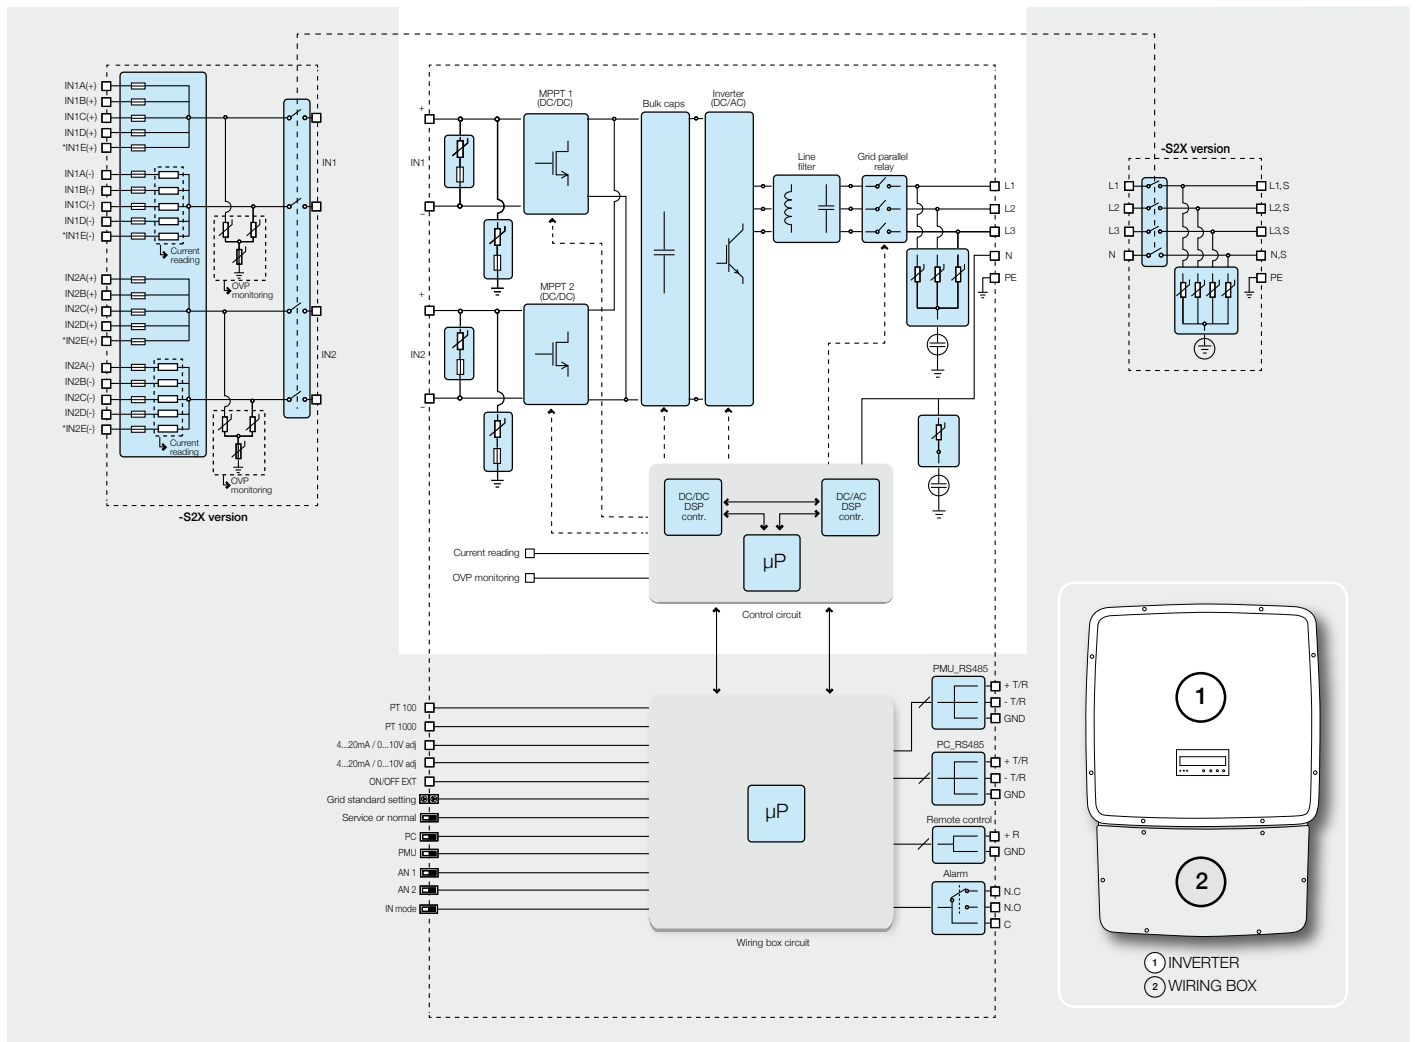 IN1A(+)
IN1B(+)
IN1C(+)
IN1D(+)
*IN1E(+)
IN1A(-)
IN1B(-)
IN1C(-)
IN1D(-)
*IN1E(-)
Current
reading
OVP
monitoring
IN2A(+)
IN2B(+)
IN2C(+)
IN2D(+)
*IN2E(+)
IN2A(-)
IN2B(-)
IN2C(-)
IN2D(-)
*IN2E(-)
Current
reading
OVP
monitoring
IN1
IN2
-S2X version
+
IN1
–
+
IN2
–
MPPT 1
(DC/DC)
MPPT 2
(DC/DC)
Bulk caps
Inverter
(DC/AC)
Line
filter
Grid parallel
relay
L1
L2
L3
N
PE
-S2X version
L1
L2
L3
N
L1,S
L2,S
L3,S
N,S
PE
DC/DC
DSP
contr.
DC/AC
DSP
contr.
µP
Current reading
OVP monitoring
Control circuit
PT 100
PT 1000
4...20mA / 0...10V adj
4...20mA / 0...10V adj
ON/OFF EXT
Grid standard setting
Service or normal
PC
PMU
AN 1
AN 2
IN mode
µP
Wiring box circuit
PMU_RS485
+ T/R
- T/R
GND
PC_RS485
+ T/R
- T/R
GND
Remote control
+ R
GND
Alarm
N.C
N.O
C
1
2
1 INVERTER
2 WIRING BOX